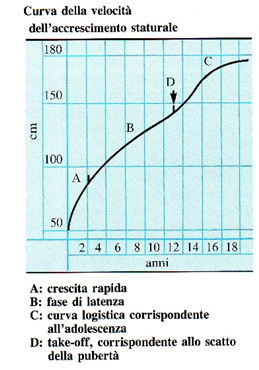 Curva della velocità
dell'accrescimento staturale
180
D
C
150
B
cm
100
A
50
2 4 6 8 10 12 14 16 18
anni
A: crescita rapida
B: fase di latenza
C: curva logistica corrispondente
all'adolescenza
D: take-off, corrispondente allo scatto
della pubertà